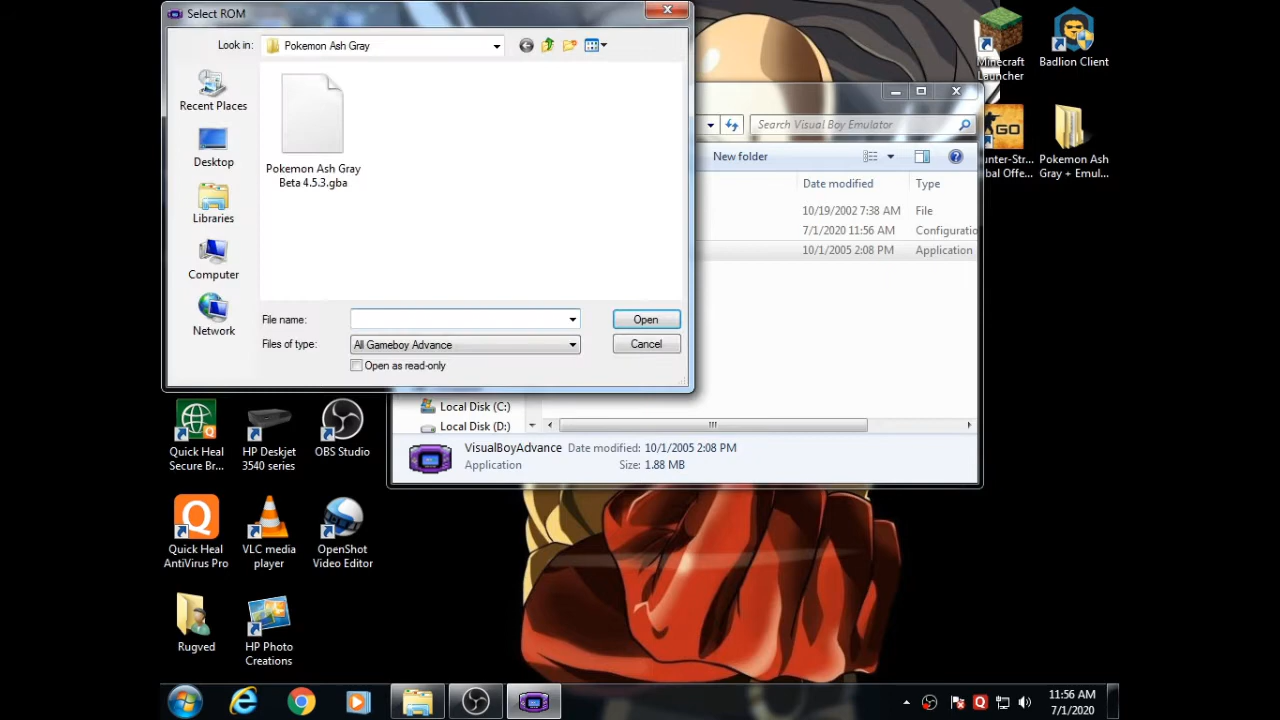 Select ROM
Look in:
Pokemon Ash Gray
Recent Places
Desktop
Libraries
Computer
Network
Pokemon Ash Gray
Beta 4.5.3.gba
File name:
Open
Files of type:
All Gameboy Advance
Cancel
Open as read-only
Search Visual Boy Emulator
New folder
Date modified
Type
10/19/2002 7:38 AM
File
7/1/2020 11:56 AM
Configuratio
10/1/2005 2:08 PM
Application
Local Disk (C:)
Local Disk (D:)
VisualBoyAdvance
Date modified: 10/1/2005 2:08 PM
Application
Size: 1.88 MB
Minecraft
Launcher
Badlion Client
GO
unter-Str...
bal Offe...
Pokemon Ash
Gray + Emul...
Quick Heal
Secure Br...
HP Deskjet
3540 series
OBS Studio
Quick Heal
AntiVirus Pro
VLC media
player
OpenShot
Video Editor
Rugved
HP Photo
Creations
11:56 AM
7/1/2020